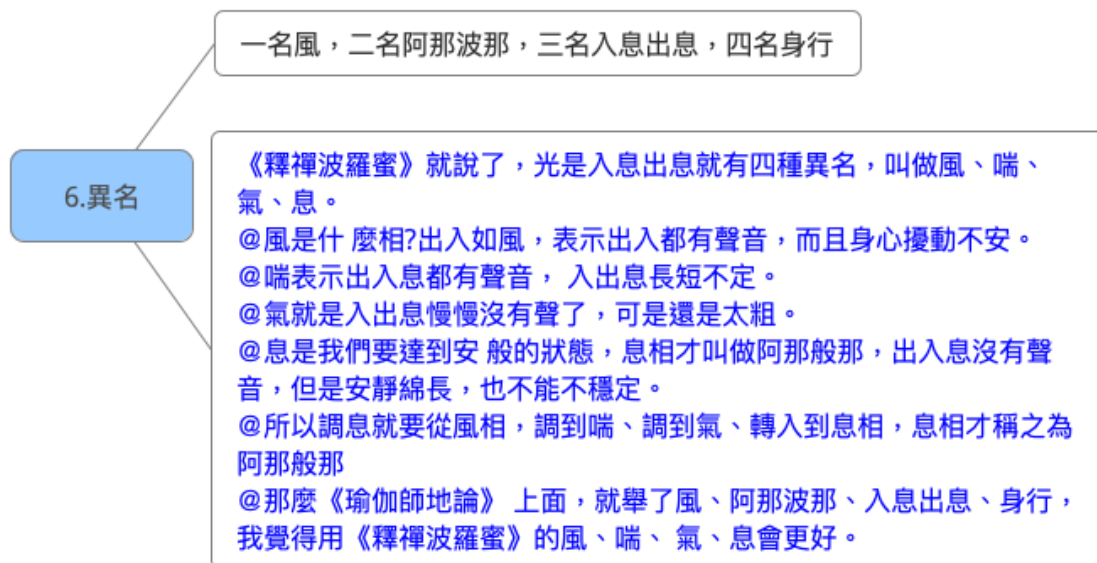 一名風，二名阿那波那，三名入息出息，四名身行
6.異名
《釋禪波羅蜜》就說了，光是入息出息就有四種異名，叫做風、喘、
氣、息。
@風是什 麼相?出入如風，表示出入都有聲音，而且身心擾動不安。
@喘表示出入息都有聲音， 入出息長短不定。
@氣就是入出息慢慢沒有聲了，可是還是太粗。
@息是我們要達到安 般的狀態，息相才叫做阿那般那，出入息沒有聲
音，但是安靜綿長，也不能不穩定。
@所以調息就要從風相，調到喘、調到氣、轉入到息相，息相才稱之為
阿那般那
@那麼《瑜伽師地論》 上面，就舉了風、阿那波那、入息出息、身行，
我覺得用《釋禪波羅蜜》的風、喘、 氣、息會更好。